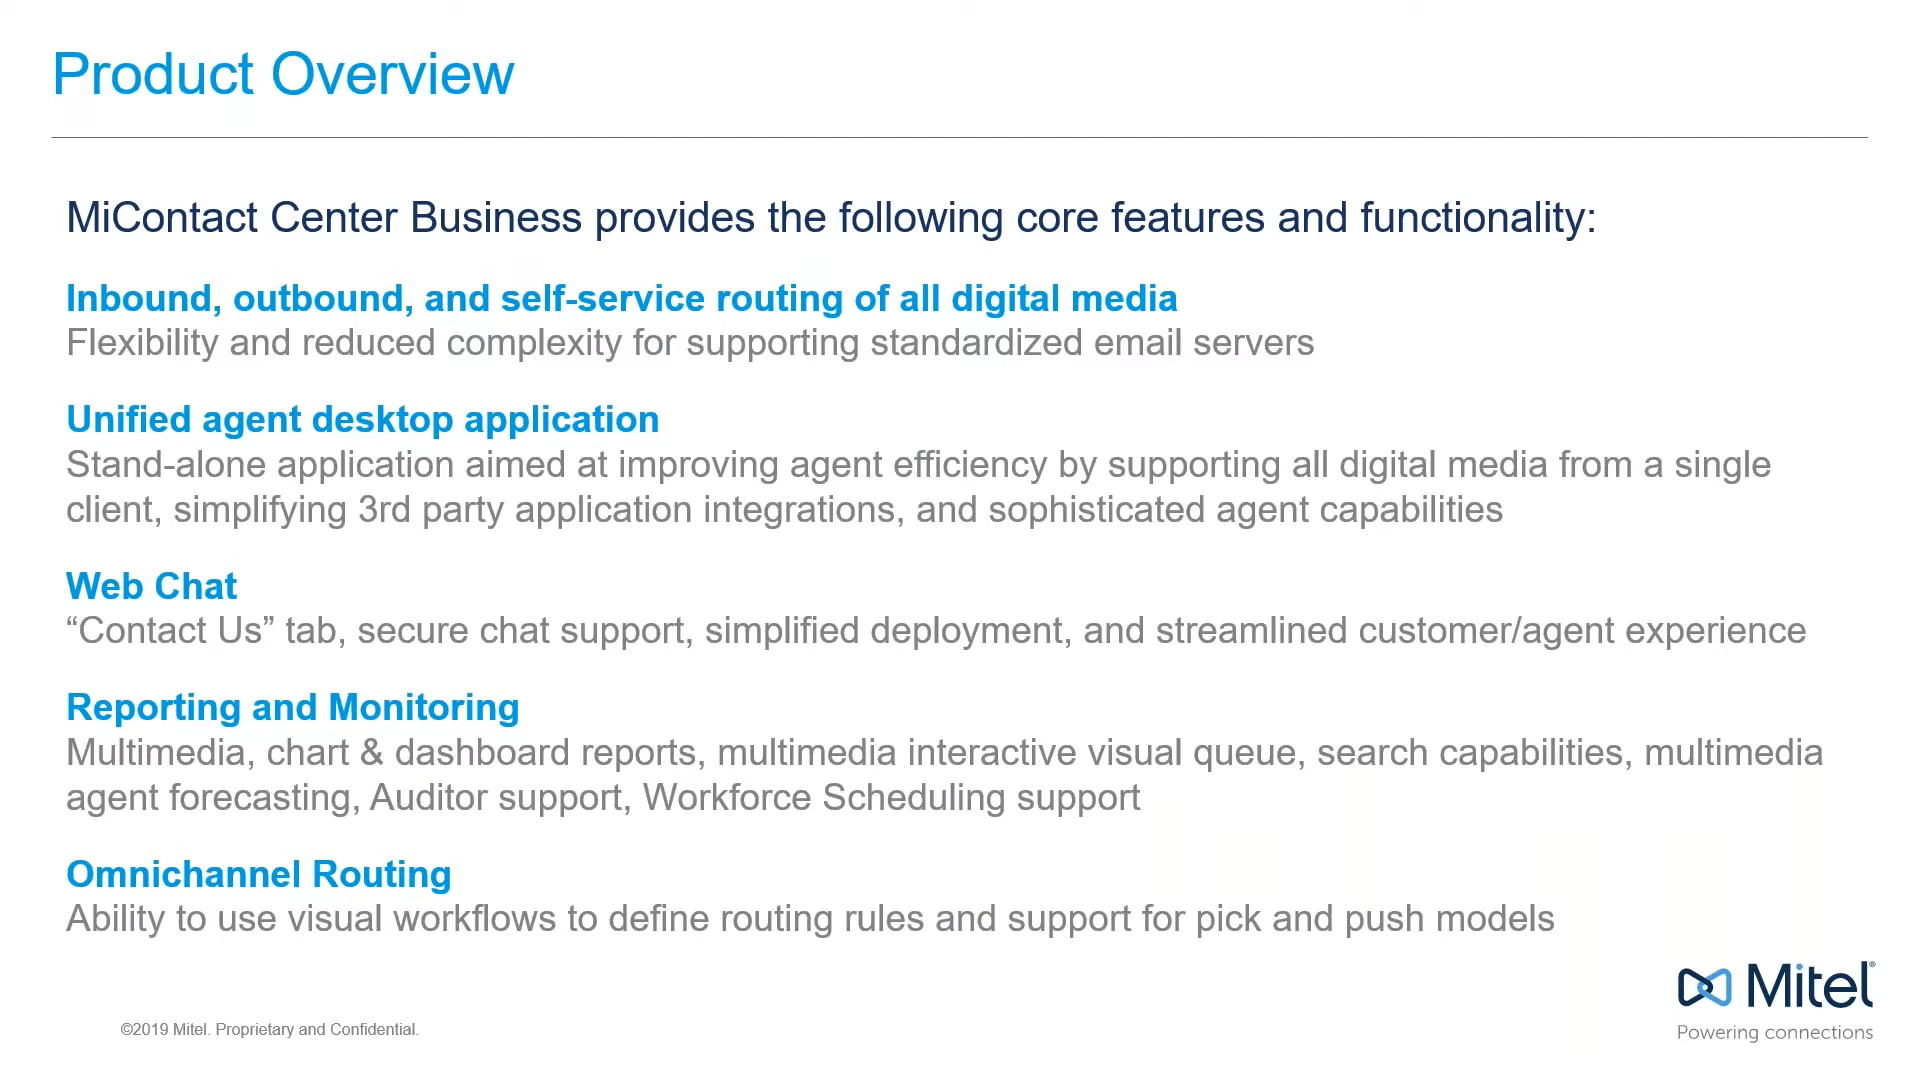 Product Overview
MiContact Center Business provides the following core features and functionality:
Inbound, outbound, and self-service routing of all digital media
Flexibility and reduced complexity for supporting standardized email servers
Unified agent desktop application
Stand-alone application aimed at improving agent efficiency by supporting all digital media from a single
client, simplifying 3rd party application integrations, and sophisticated agent capabilities
Web Chat
“Contact Us” tab, secure chat support, simplified deployment, and streamlined customer/agent experience
Reporting and Monitoring
Multimedia, chart & dashboard reports, multimedia interactive visual queue, search capabilities, multimedia
agent forecasting, Auditor support, Workforce Scheduling support
Omnichannel Routing
Ability to use visual workflows to define routing rules and support for pick and push models
Mitel®
Powering connections
©2019 Mitel. Proprietary and Confidential.